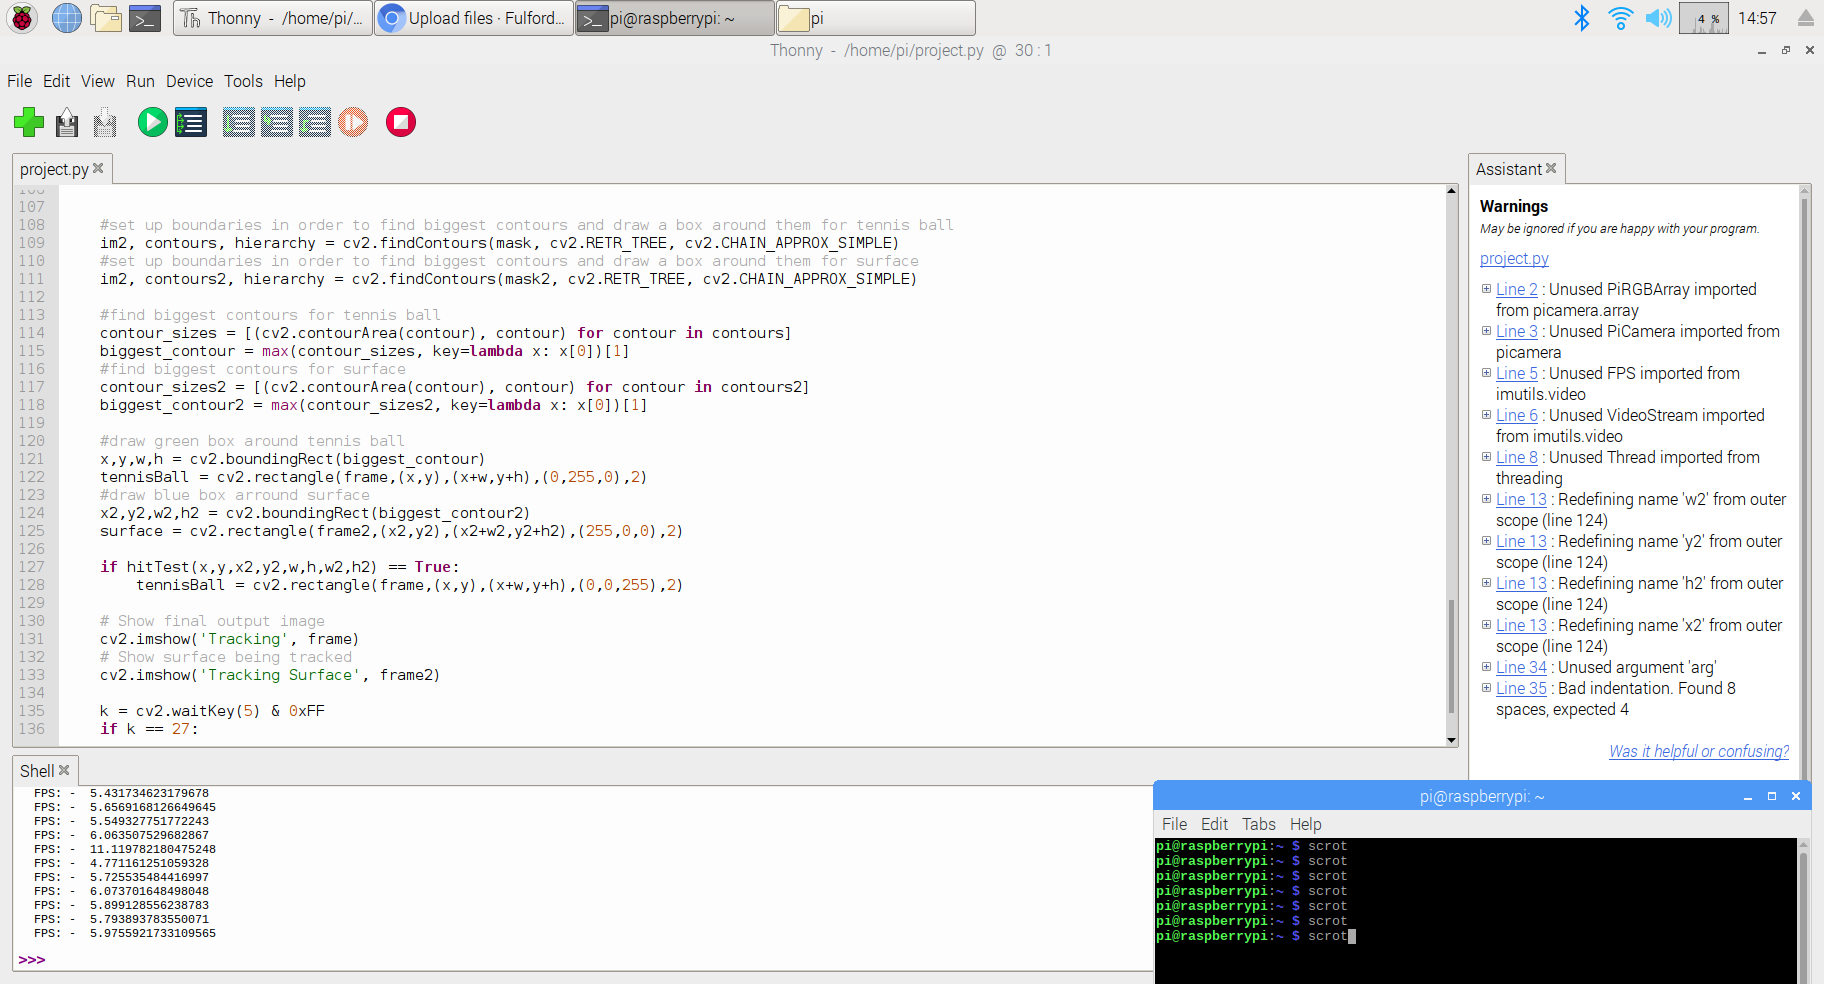 Thonny - /home/pi/...
Upload files · Fulford...
pi@raspberrypi: ~
pi
4 %
14:57
Thonny - /home/pi/project.py @ 30 : 1
File Edit View Run Device Tools Help
project.py
106
107
108 #set up boundaries in order to find biggest contours and draw a box around them for tennis ball
109 im2, contours, hierarchy = cv2.findContours(mask, cv2.RETR_TREE, cv2.CHAIN_APPROX_SIMPLE)
110 #set up boundaries in order to find biggest contours and draw a box around them for surface
111 im2, contours2, hierarchy = cv2.findContours(mask2, cv2.RETR_TREE, cv2.CHAIN_APPROX_SIMPLE)
112
113 #find biggest contours for tennis ball
114 contour_sizes = [(cv2.contourArea(contour), contour) for contour in contours]
115 biggest_contour = max(contour_sizes, key=lambda x: x[0])[1]
116 #find biggest contours for surface
117 contour_sizes2 = [(cv2.contourArea(contour), contour) for contour in contours2]
118 biggest_contour2 = max(contour_sizes2, key=lambda x: x[0])[1]
119
120 #draw green box around tennis ball
121 x,y,w,h = cv2.boundingRect(biggest_contour)
122 tennisBall = cv2.rectangle(frame,(x,y),(x+w,y+h),(0,255,0),2)
123 #draw blue box arround surface
124 x2,y2,w2,h2 = cv2.boundingRect(biggest_contour2)
125 surface = cv2.rectangle(frame2,(x2,y2),(x2+w2,y2+h2),(255,0,0),2)
126
127 if hitTest(x,y,x2,y2,w,h,w2,h2) == True:
128 tennisBall = cv2.rectangle(frame,(x,y),(x+w,y+h),(0,0,255),2)
129
130 # Show final output image
131 cv2.imshow('Tracking', frame)
132 # Show surface being tracked
133 cv2.imshow('Tracking Surface', frame2)
134
135 k = cv2.waitKey(5) & 0xFF
136 if k == 27:
Assistant
Warnings
May be ignored if you are happy with your program.
project.py
Line 2 : Unused PiRGBArray imported
from picamera.array
Line 3 : Unused PiCamera imported from
picamera
Line 5 : Unused FPS imported from
imutils.video
Line 6 : Unused VideoStream imported
from imutils.video
Line 8 : Unused Thread imported from
threading
Line 13 : Redefining name 'w2' from outer
scope (line 124)
Line 13 : Redefining name 'y2' from outer
scope (line 124)
Line 13 : Redefining name 'h2' from outer
scope (line 124)
Line 13 : Redefining name 'x2' from outer
scope (line 124)
Line 34 : Unused argument 'arg'
Line 35 : Bad indentation. Found 8
spaces, expected 4
Was it helpful or confusing?
Shell
FPS: - 5.431734623179678
FPS: - 5.6569168126649645
FPS: - 5.549327751772243
FPS: - 6.063507529682867
FPS: - 11.119782180475248
FPS: - 4.771161251059328
FPS: - 5.725535484416997
FPS: - 6.073701648498048
FPS: - 5.899128556238783
FPS: - 5.793893783550071
FPS: - 5.9755921733109565
>>>
pi@raspberrypi: ~
File Edit Tabs Help
pi@raspberrypi:~ $ scrot
pi@raspberrypi:~ $ scrot
pi@raspberrypi:~ $ scrot
pi@raspberrypi:~ $ scrot
pi@raspberrypi:~ $ scrot
pi@raspberrypi:~ $ scrot
pi@raspberrypi:~ $ scrot